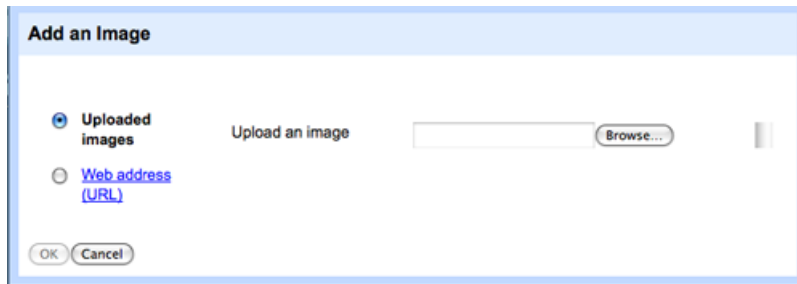 Add an Image
Uploaded
images
Upload an image
Browse...
Web address
(URL)
OK
Cancel